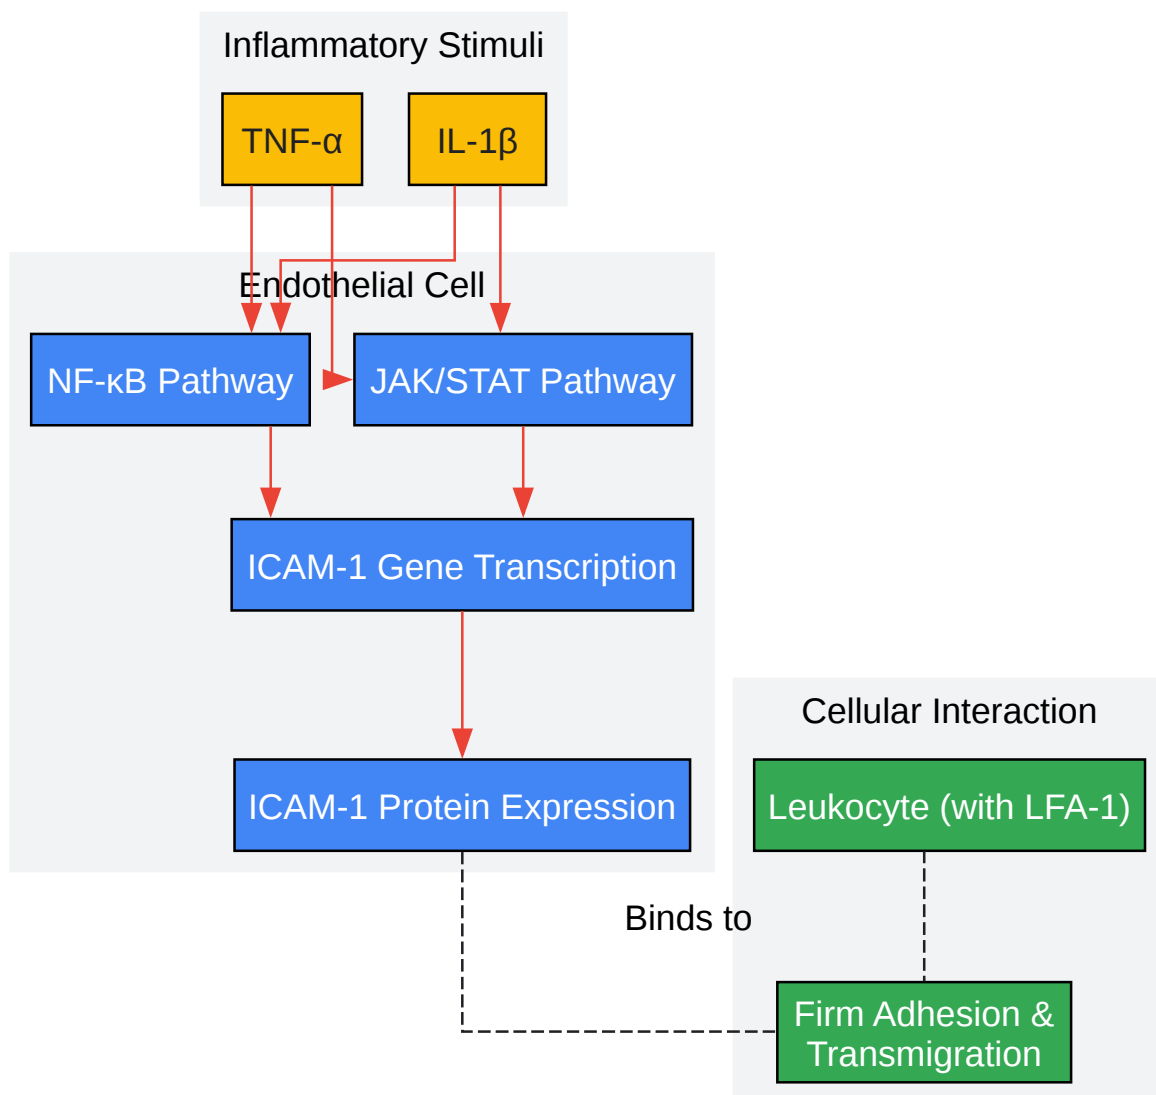 Inflammatory Stimuli
TNF-α
IL-1β
Endothelial Cell
NF-κB Pathway
JAK/STAT Pathway
ICAM-1 Gene Transcription
Cellular Interaction
ICAM-1 Protein Expression
Leukocyte (with LFA-1)
Binds to
Firm Adhesion &
Transmigration